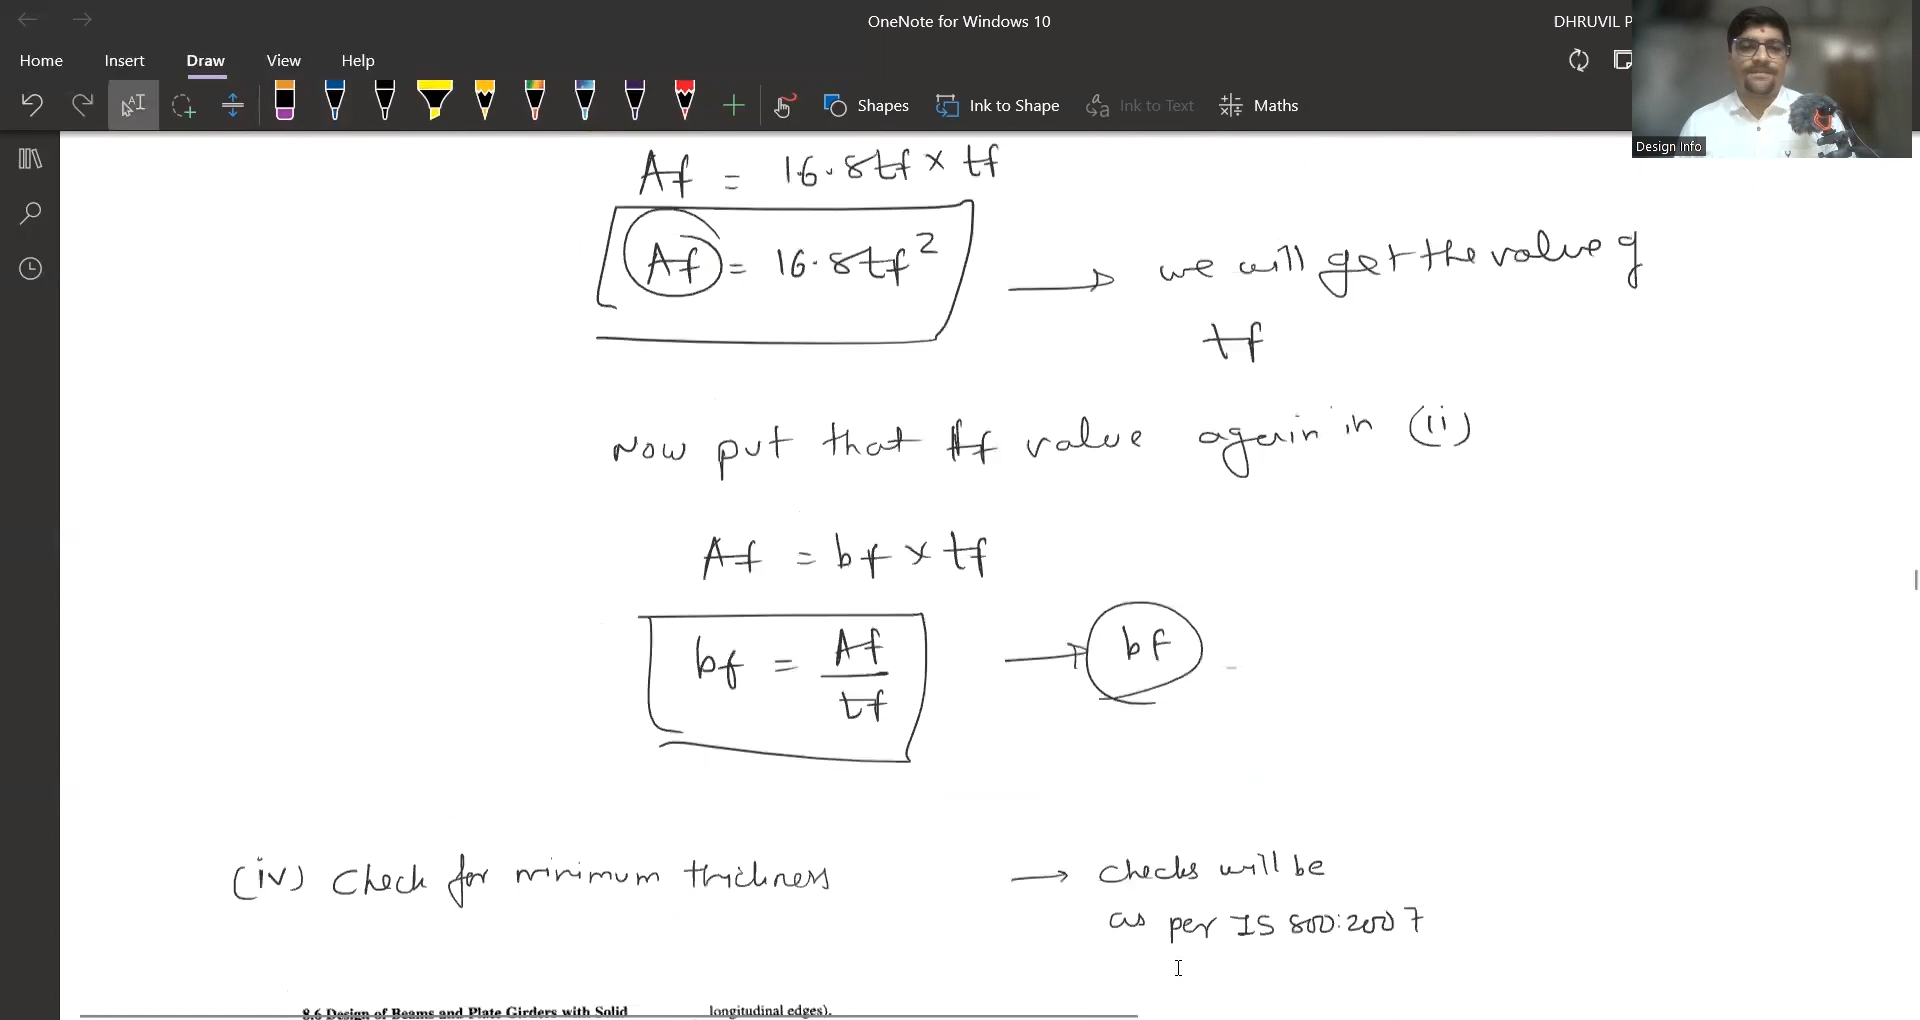 OneNote for Windows 10
DHRUVIL P
Home Insert Draw View Help
Shapes Ink to Shape Ink to Text Maths
Design Info
Af = 16.8tf x tf
Af = 16.8tf²
we will get the value of
tf
Now put that tf value again in (ii)
Af = bf x tf
bf = Af
tf
bf
(iv) Check for minimum thickness
checks will be
as per IS 800:2007
8.6 Design of Beams and Plate Girders with Solid
longitudinal edges).